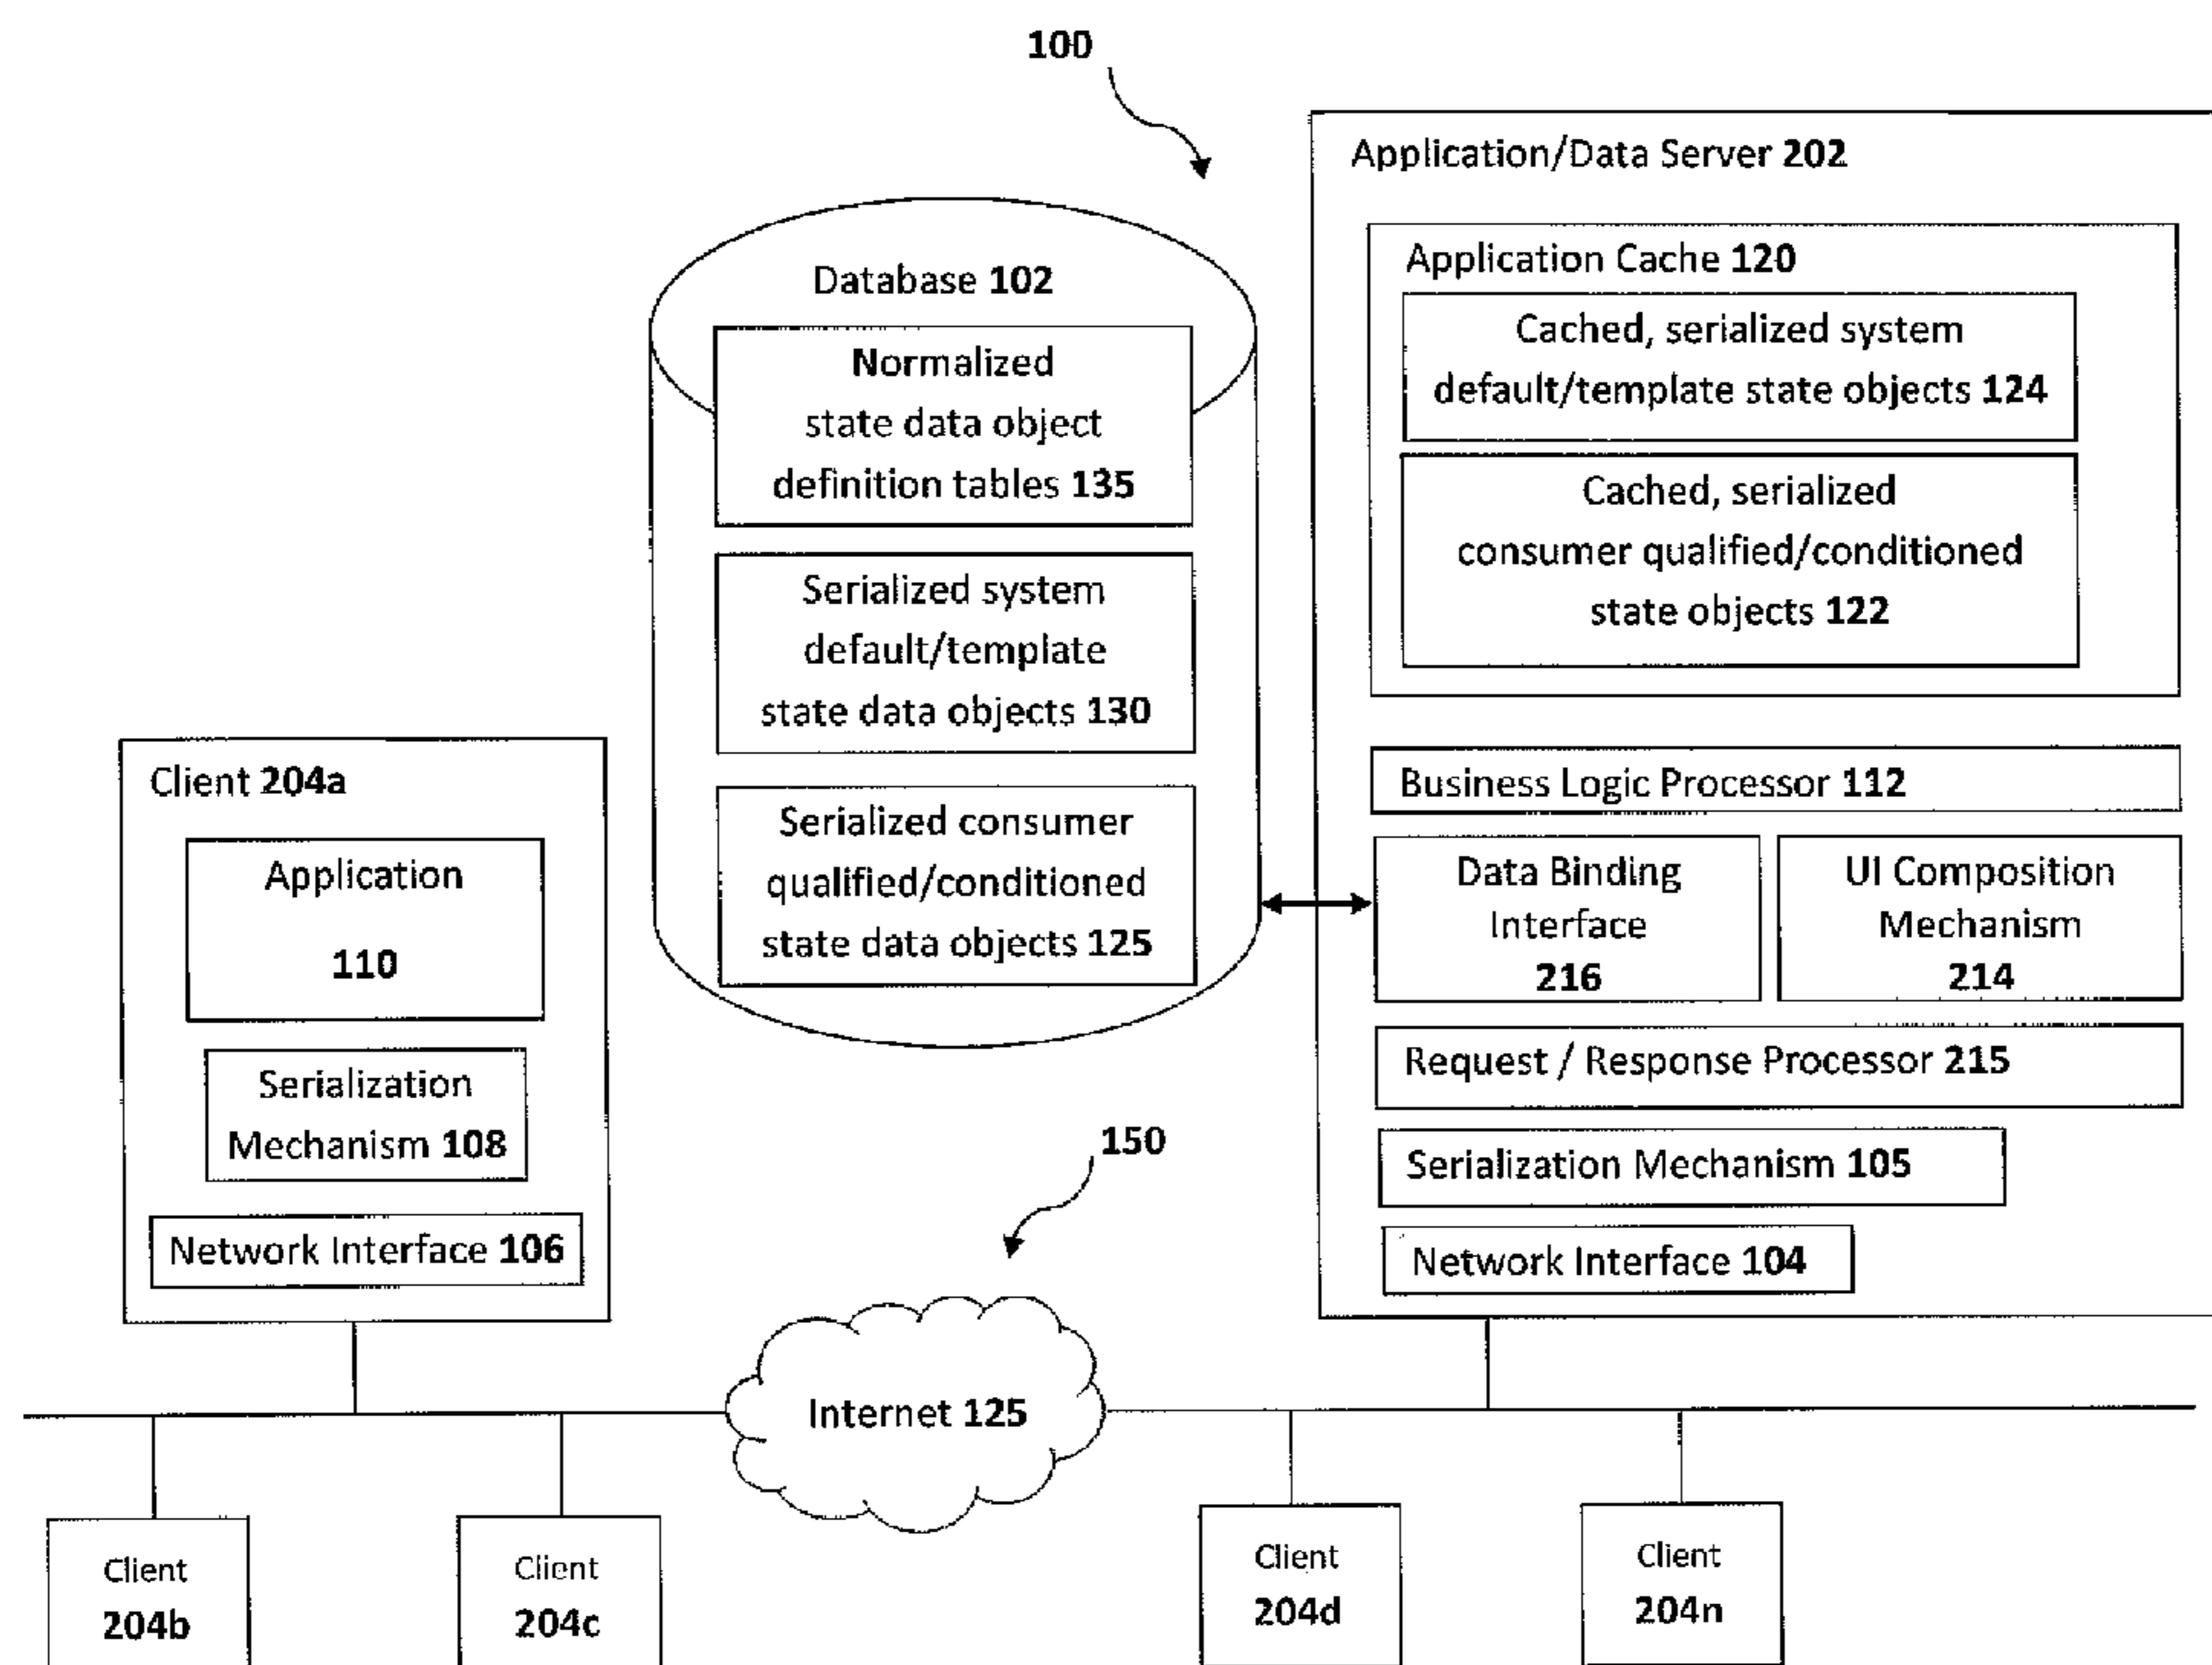 100
Application/Data Server 202
Application Cache 120
Cached, serialized system
default/template state objects 124
Cached, serialized
consumer qualified/conditioned
state objects 122
Database 102
Normalized
state data object
definition tables 135
Serialized system
default/template
state data objects 130
Serialized consumer
qualified/conditioned
state data objects 125
Client 204a
Application
110
Serialization
Mechanism 108
Network Interface 106
Business Logic Processor 112
Data Binding
Interface
216
UI Composition
Mechanism
214
Request / Response Processor 215
Serialization Mechanism 105
Network Interface 104
150
Internet 125
Client
204b
Client
204c
Client
204d
Client
204n